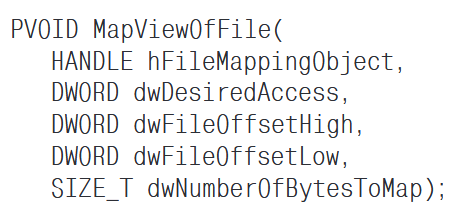 PVOID MapViewOfFile(
HANDLE hFileMappingObject,
DWORD dwDesiredAccess,
DWORD dwFileOffsetHigh,
DWORD dwFileOffsetLow,
SIZE_T dwNumberOfBytesToMap);